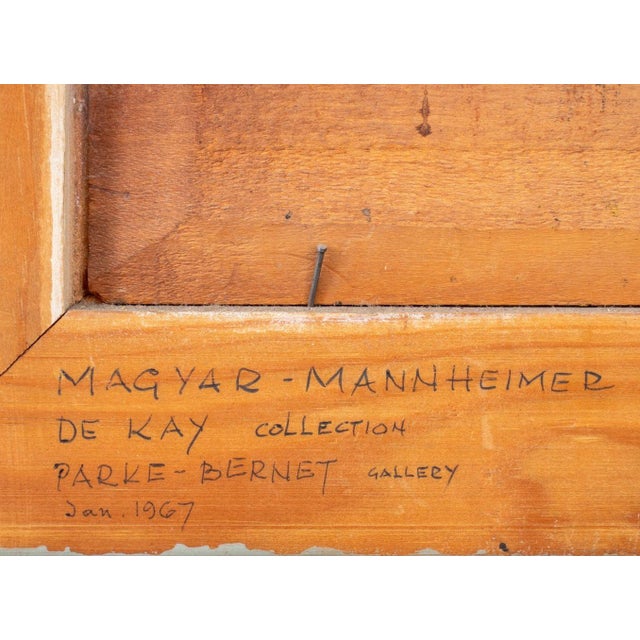 MAGYAR - MANNHEIMER
DE KAY COLLECTION
PARKE - BERNET GALLERY
Jan. 1967